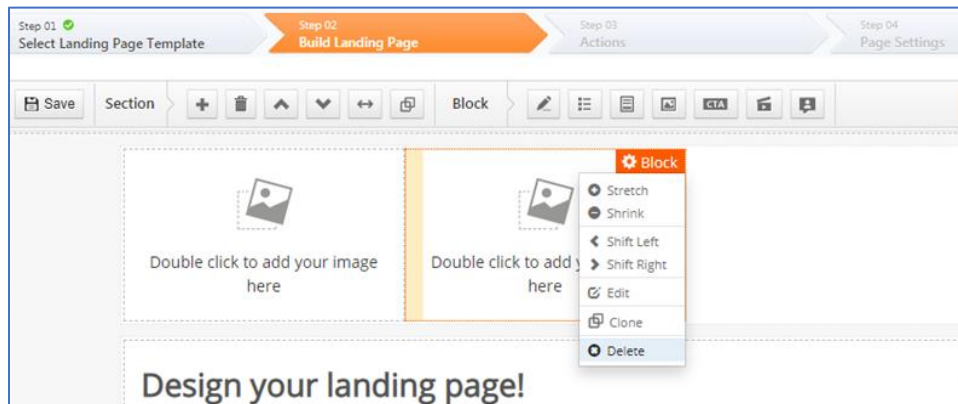 Step 01
Select Landing Page Template
Step 02
Build Landing Page
Step 03
Actions
Step 04
Page Settings
Save
Section
Block
CTA
Block
Stretch
Shrink
Shift Left
Shift Right
Edit
Clone
Delete
Double click to add your image
here
Double click to add
here
Design your landing page!